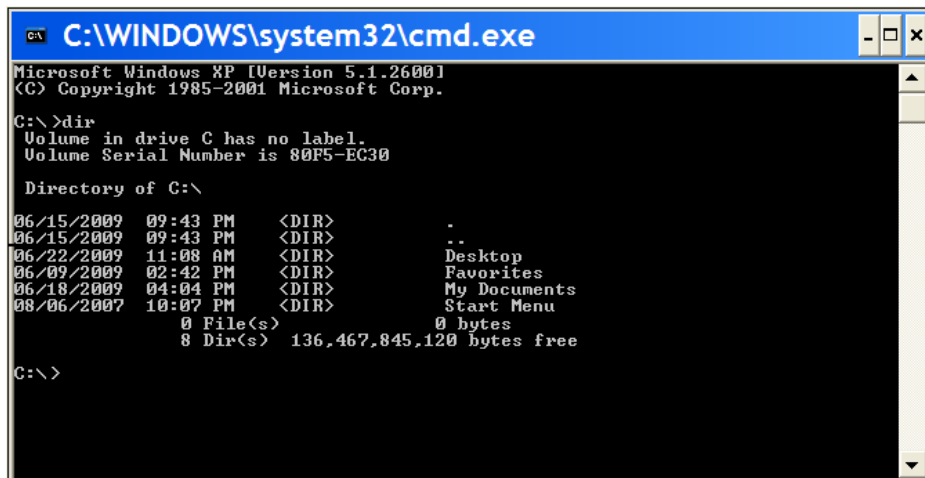 C:\WINDOWS\system32\cmd.exe
Microsoft Windows XP [Version 5.1.2600]
(C) Copyright 1985-2001 Microsoft Corp.
C:\>dir
Volume in drive C has no label.
Volume Serial Number is 80F5-EC30
Directory of C:\
06/15/2009 09:43 PM <DIR> .
06/15/2009 09:43 PM <DIR> ..
06/22/2009 11:08 AM <DIR> Desktop
06/09/2009 02:42 PM <DIR> Favorites
06/18/2009 04:04 PM <DIR> My Documents
08/06/2007 10:07 PM <DIR> Start Menu
0 File(s) 0 bytes
8 Dir(s) 136,467,845,120 bytes free
C:\>